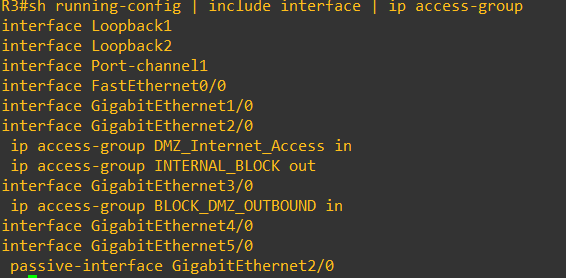 R3#sh running-config | include interface | ip access-group
interface Loopback1
interface Loopback2
interface Port-channel1
interface FastEthernet0/0
interface GigabitEthernet1/0
interface GigabitEthernet2/0
 ip access-group DMZ_Internet_Access in
 ip access-group INTERNAL_BLOCK out
interface GigabitEthernet3/0
 ip access-group BLOCK_DMZ_OUTBOUND in
interface GigabitEthernet4/0
interface GigabitEthernet5/0
 passive-interface GigabitEthernet2/0